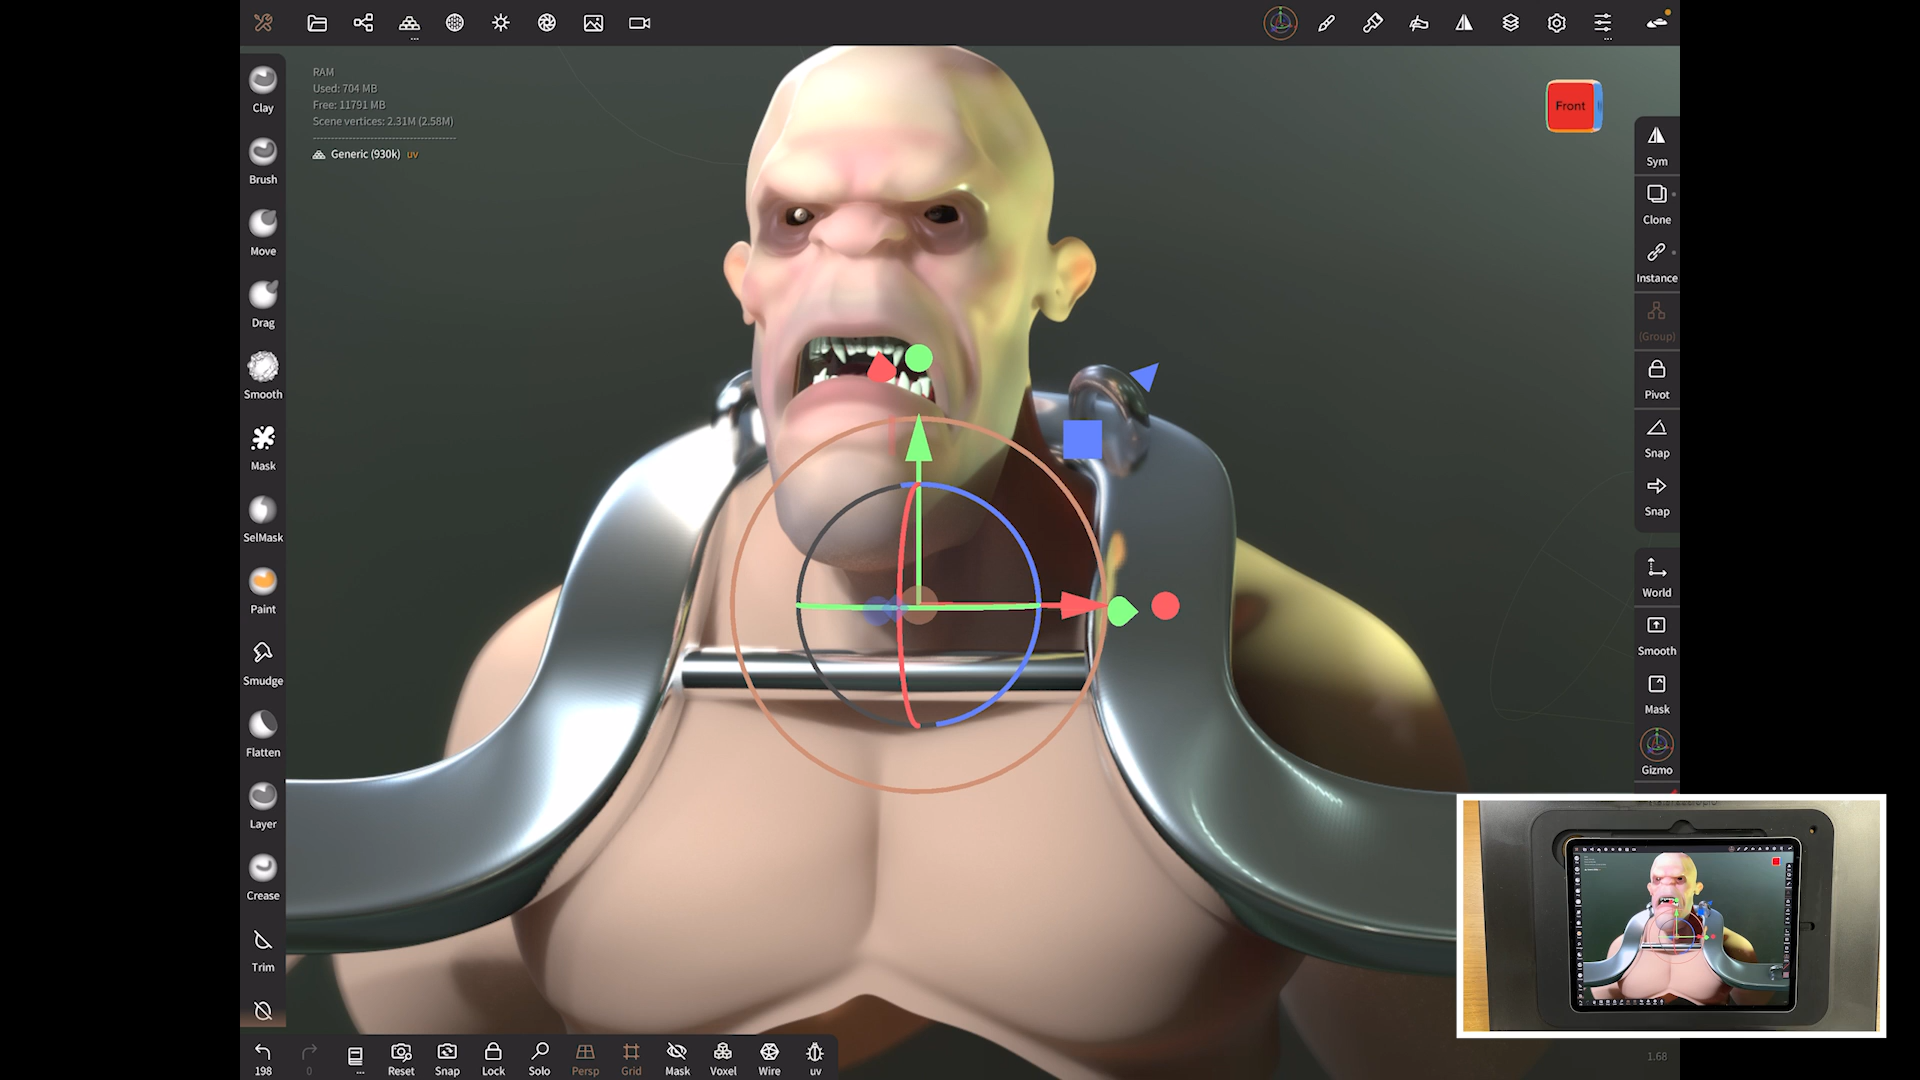 RAM
Used: 704 MB
Free: 11791 MB
Scene vertices: 2.31M (2.58M)
Generic (930k) uv
Front
Clay
Brush
Move
Drag
Smooth
Mask
SelMask
Paint
Smudge
Flatten
Layer
Crease
Trim
Sym
Clone
Instance
(Group)
Pivot
Snap
Snap
World
Smooth
Mask
Gizmo
198
0
...
Reset
Snap
Lock
Solo
Persp
Grid
Mask
Voxel
Wire
uv
1.68